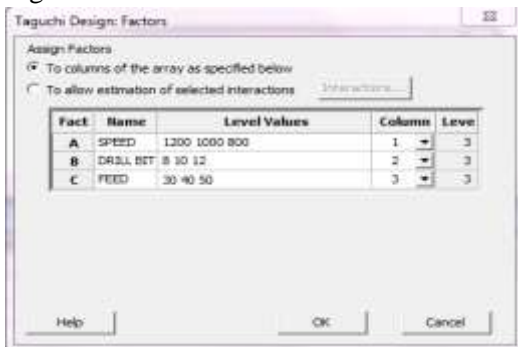 Taguchi Design: Factors
Assign Factors
To columns of the array as specified below
To allow estimation of selected interactions Interactions...
Fact Name Level Values Column Leve
A SPEED 1200 1000 800 1 3
B DRILL BIT 8 10 12 2 3
C FEED 30 40 50 3 3
Help OK Cancel